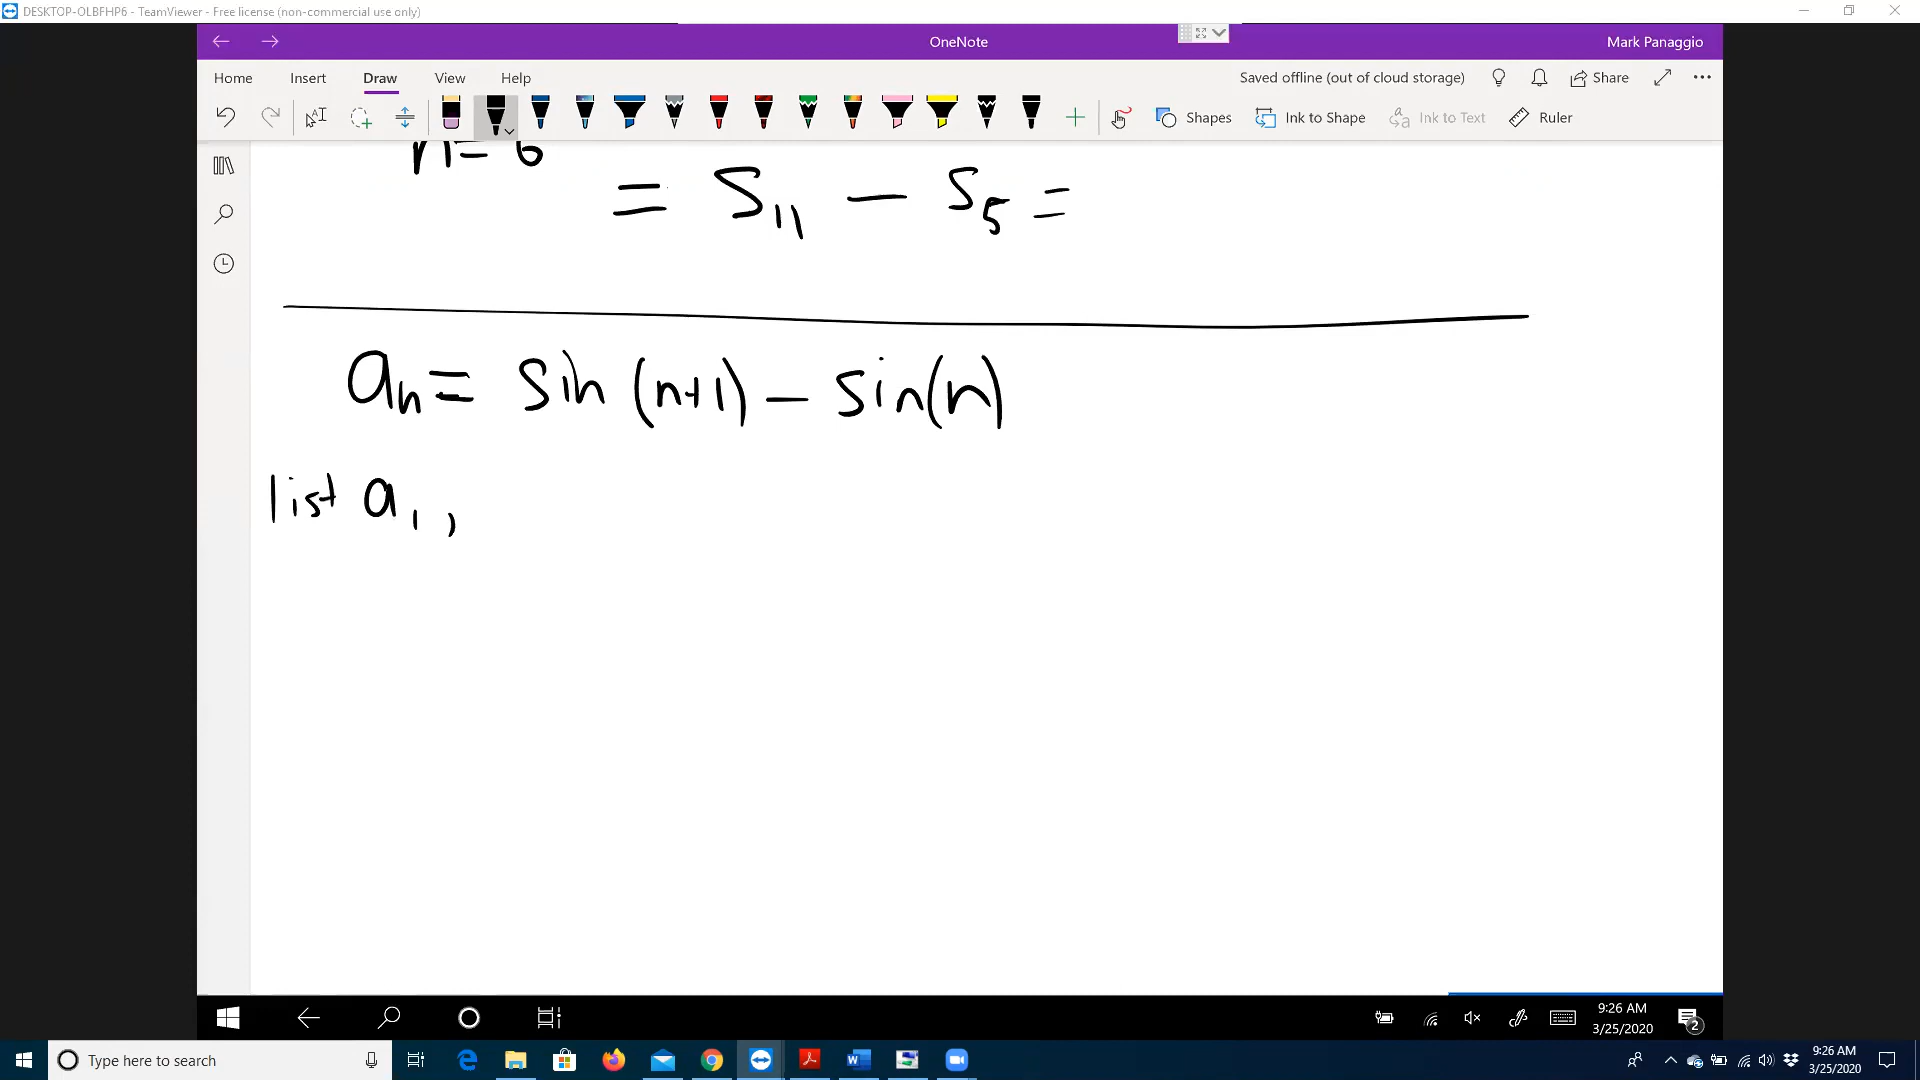 DESKTOP-OLBFHP6 - TeamViewer - Free license (non-commercial use only)
OneNote
Mark Panaggio
Home Insert Draw View Help
Saved offline (out of cloud storage) Share
Shapes Ink to Shape Ink to Text Ruler
n = 6
= S₁₁ – S₅ =
aₙ = sin (n+1) – sin(n)
list a₁ ,
9:26 AM
3/25/2020
2
Type here to search
9:26 AM
3/25/2020